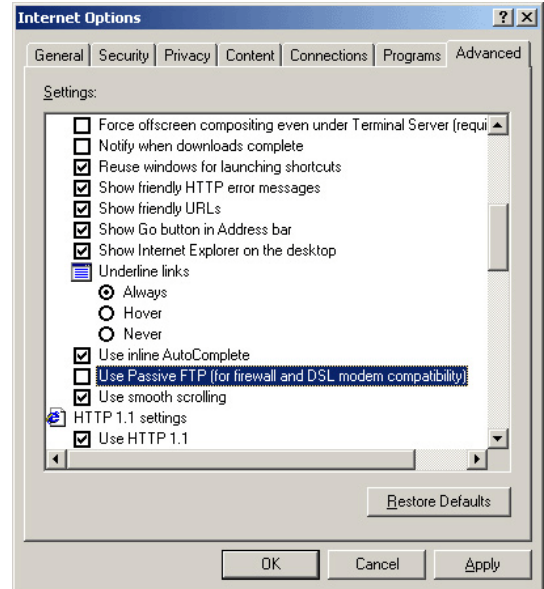 Internet Options
General Security Privacy Content Connections Programs Advanced
Settings:
Force offscreen compositing even under Terminal Server (requi
Notify when downloads complete
Reuse windows for launching shortcuts
Show friendly HTTP error messages
Show friendly URLs
Show Go button in Address bar
Show Internet Explorer on the desktop
Underline links
Always
Hover
Never
Use inline AutoComplete
Use Passive FTP (for firewall and DSL modem compatibility)
Use smooth scrolling
HTTP 1.1 settings
Use HTTP 1.1
Restore Defaults
OK Cancel Apply